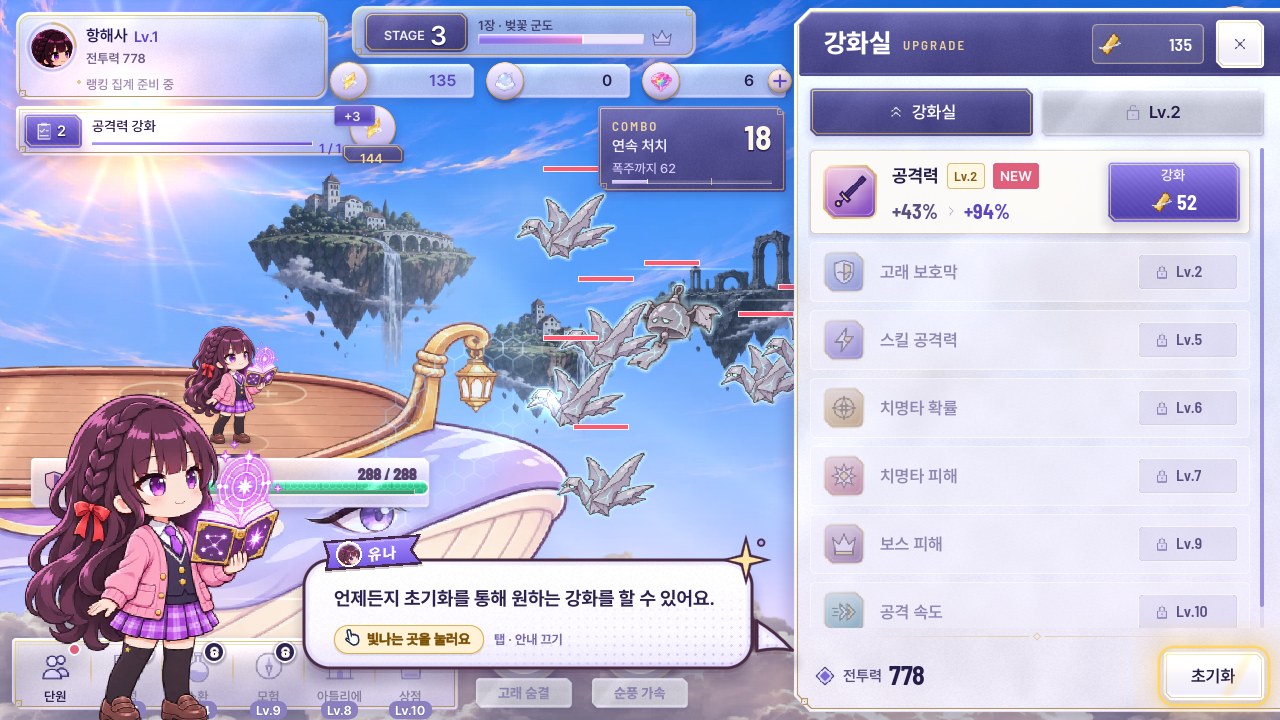 항해사 Lv.1
전투력 778
랭킹 집계 준비 중
STAGE 3
1장 · 벚꽃 군도
135
0
6
2
공격력 강화
1 / 1
+3
144
COMBO
연속 처치
18
폭주까지 62
288 / 288
유나
언제든지 초기화를 통해 원하는 강화를 할 수 있어요.
빛나는 곳을 눌러요
탭 · 안내 끄기
단원
모험
Lv.9
아틀리에
Lv.8
상점
Lv.10
고래 숨결
순풍 가속
강화실 UPGRADE
135
강화실
Lv.2
공격력 Lv.2 NEW
+43% +94%
강화
52
고래 보호막
Lv.2
스킬 공격력
Lv.5
치명타 확률
Lv.6
치명타 피해
Lv.7
보스 피해
Lv.9
공격 속도
Lv.10
전투력 778
초기화